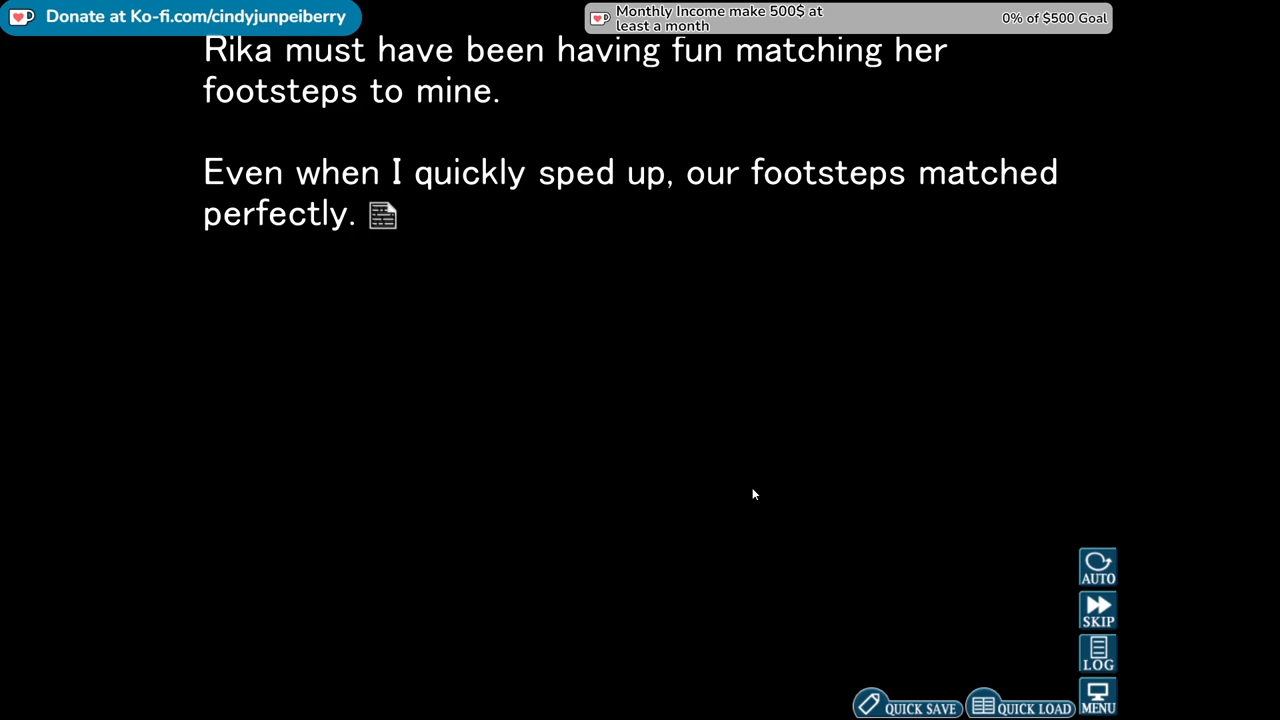 Donate at Ko-fi.com/cindyjunpeiberry
Monthly Income make 500$ at
least a month
0% of $500 Goal
Rika must have been having fun matching her
footsteps to mine.
Even when I quickly sped up, our footsteps matched
perfectly.
AUTO
SKIP
LOG
MENU
QUICK SAVE
QUICK LOAD